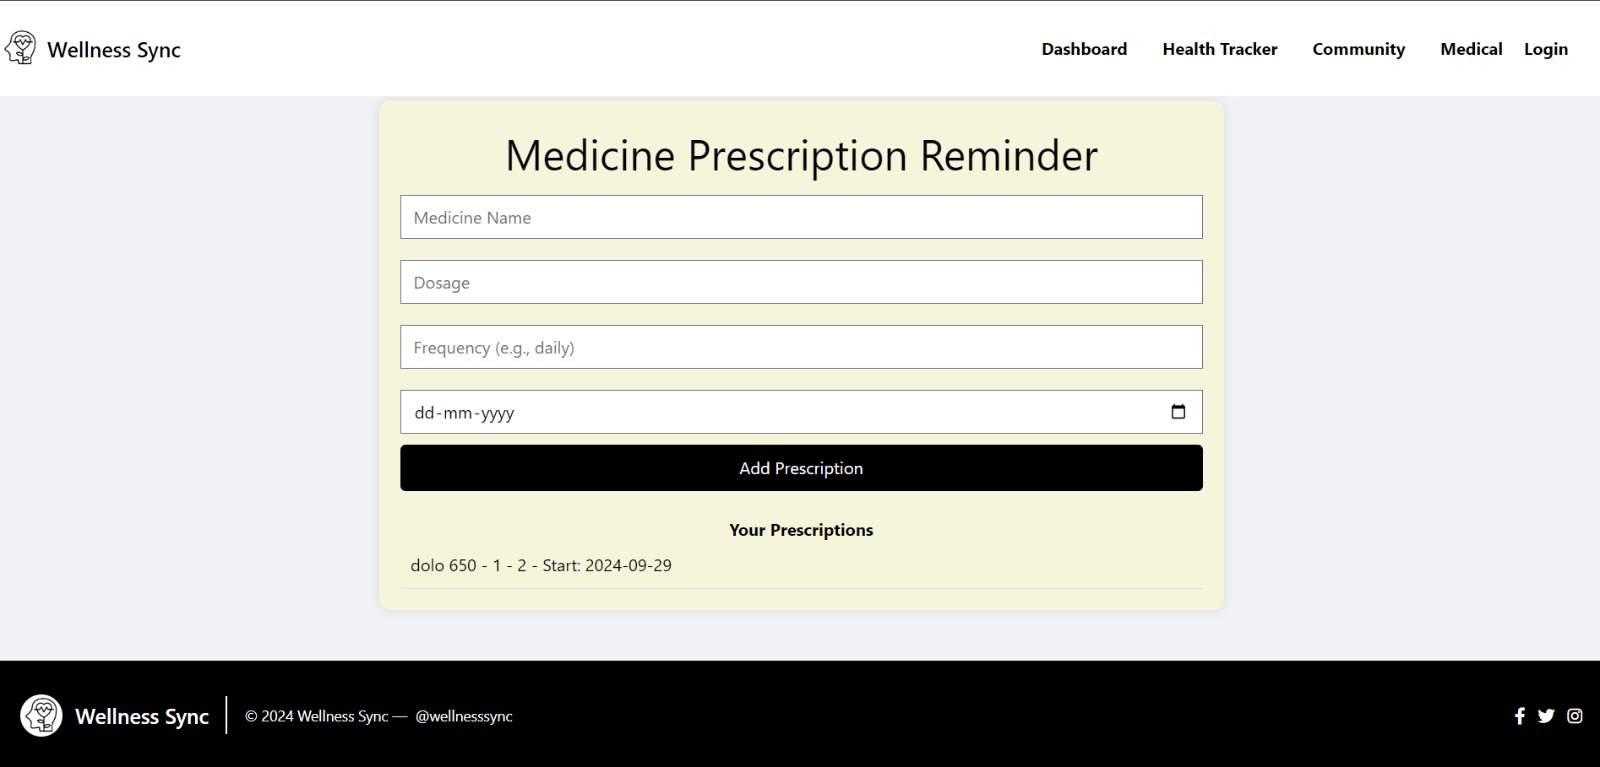 Wellness Sync Dashboard Health Tracker Community Medical Login
Medicine Prescription Reminder
Medicine Name
Dosage
Frequency (e.g., daily)
dd-mm-yyyy
Add Prescription
Your Prescriptions
dolo 650 - 1 - 2 - Start: 2024-09-29
Wellness Sync © 2024 Wellness Sync — @wellnesssync